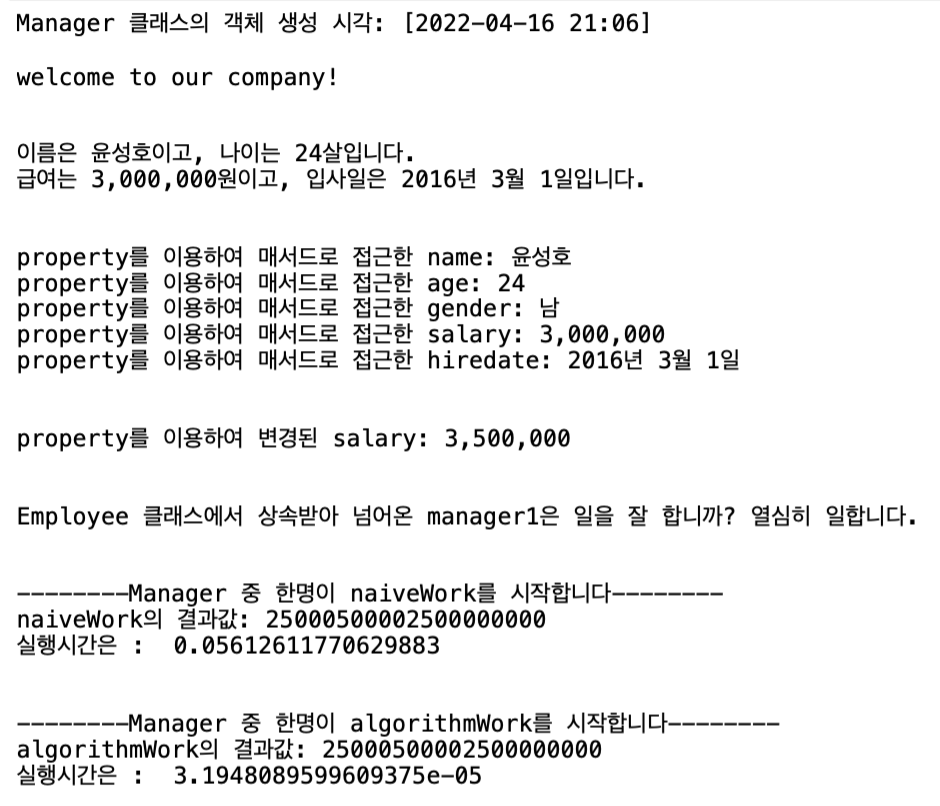 Manager 클래스의 객체 생성 시각: [2022-04-16 21:06]
welcome to our company!
이름은 윤성호이고, 나이는 24살입니다.
급여는 3,000,000원이고, 입사일은 2016년 3월 1일입니다.
property를 이용하여 매서드로 접근한 name: 윤성호
property를 이용하여 매서드로 접근한 age: 24
property를 이용하여 매서드로 접근한 gender: 남
property를 이용하여 매서드로 접근한 salary: 3,000,000
property를 이용하여 매서드로 접근한 hiredate: 2016년 3월 1일
property를 이용하여 변경된 salary: 3,500,000
Employee 클래스에서 상속받아 넘어온 manager1은 일을 잘 합니까? 열심히 일합니다.
--------Manager 중 한명이 naiveWork를 시작합니다--------
naiveWork의 결과값: 25000500002500000000
실행시간은 :  0.05612611770629883
--------Manager 중 한명이 algorithmWork를 시작합니다--------
algorithmWork의 결과값: 25000500002500000000
실행시간은 :  3.1948089599609375e-05